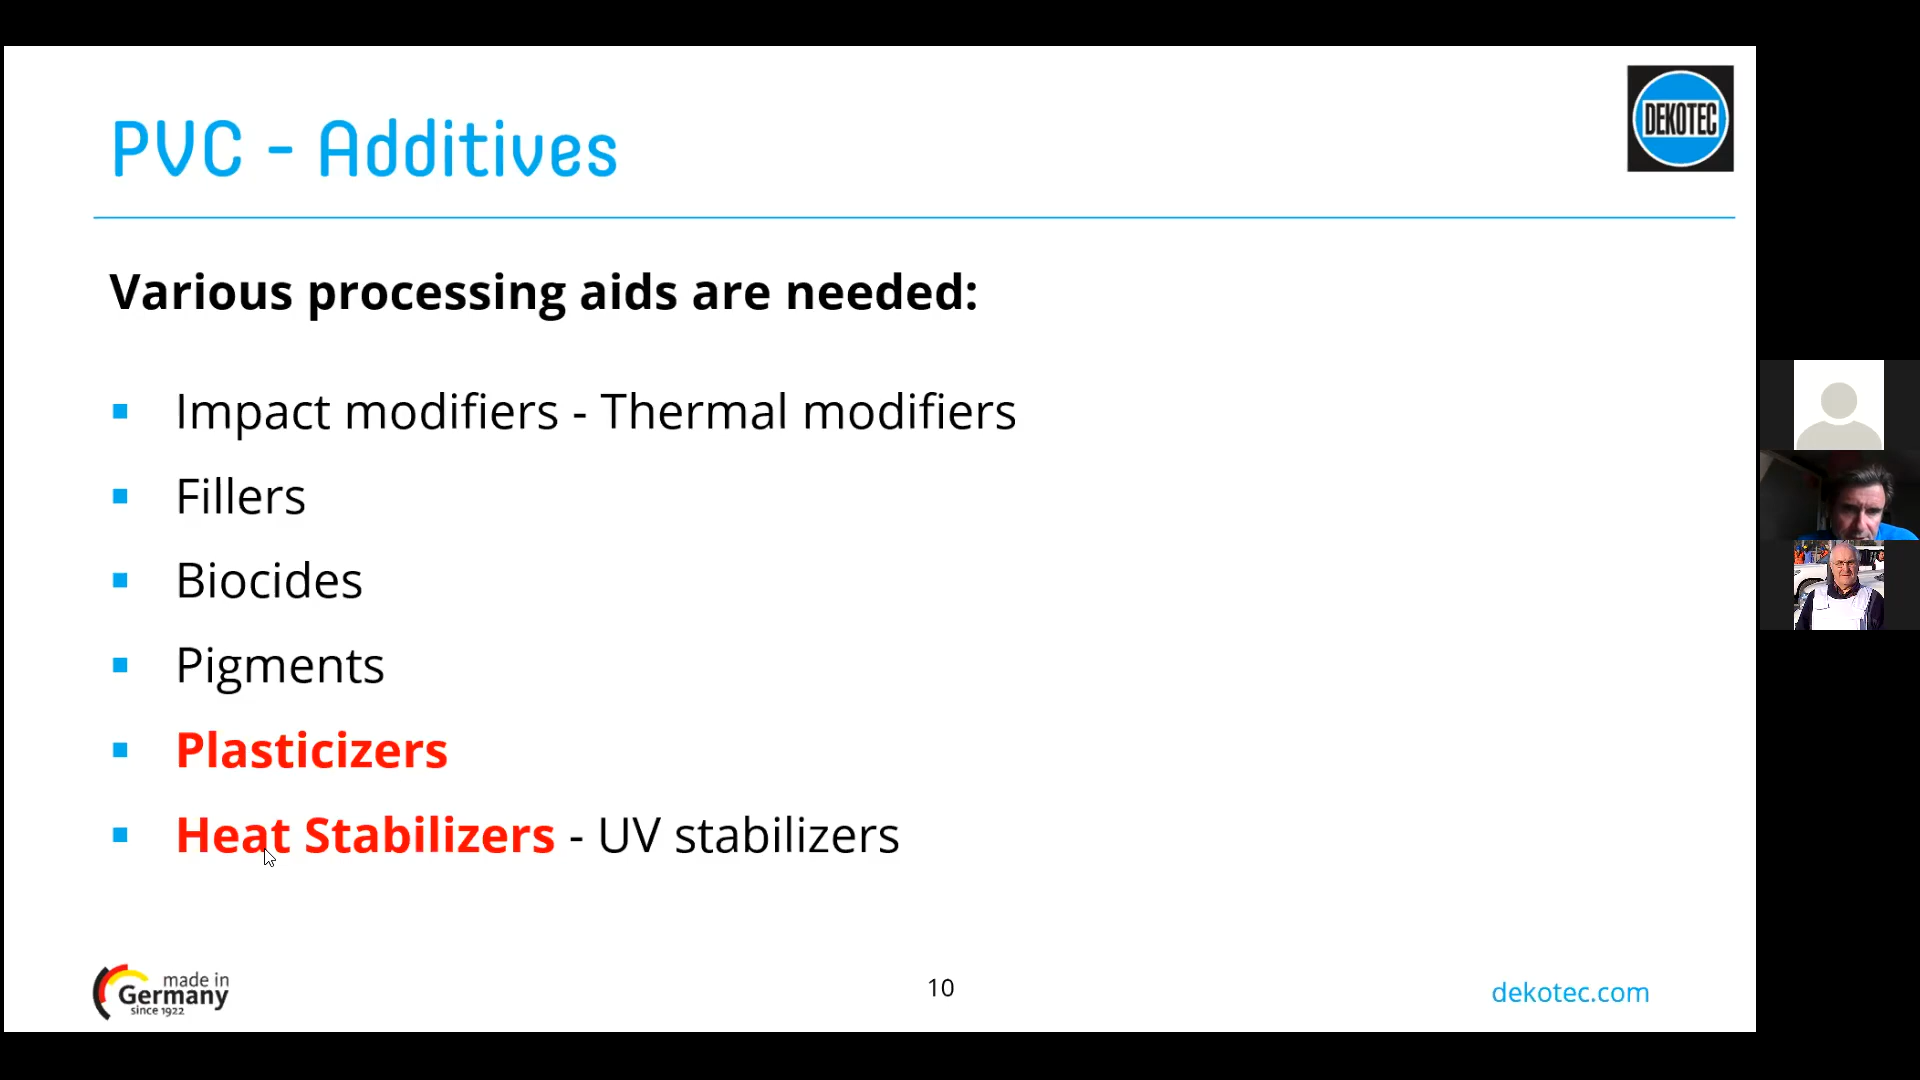 DEKOTEC
PVC - Additives
Various processing aids are needed:
Impact modifiers - Thermal modifiers
Fillers
Biocides
Pigments
Plasticizers
Heat Stabilizers - UV stabilizers
made in
Germany
since 1922
10
dekotec.com